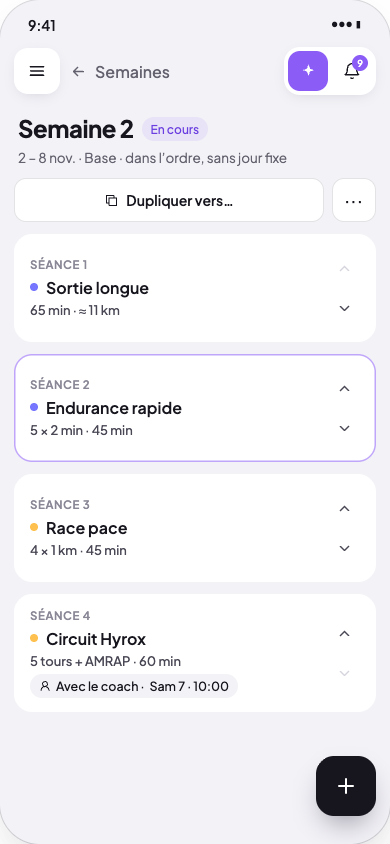 9:41
← Semaines
9
Semaine 2 En cours
2 – 8 nov. · Base · dans l'ordre, sans jour fixe
Dupliquer vers…
SÉANCE 1
Sortie longue
65 min · ≈ 11 km
SÉANCE 2
Endurance rapide
5 × 2 min · 45 min
SÉANCE 3
Race pace
4 × 1 km · 45 min
SÉANCE 4
Circuit Hyrox
5 tours + AMRAP · 60 min
Avec le coach · Sam 7 · 10:00